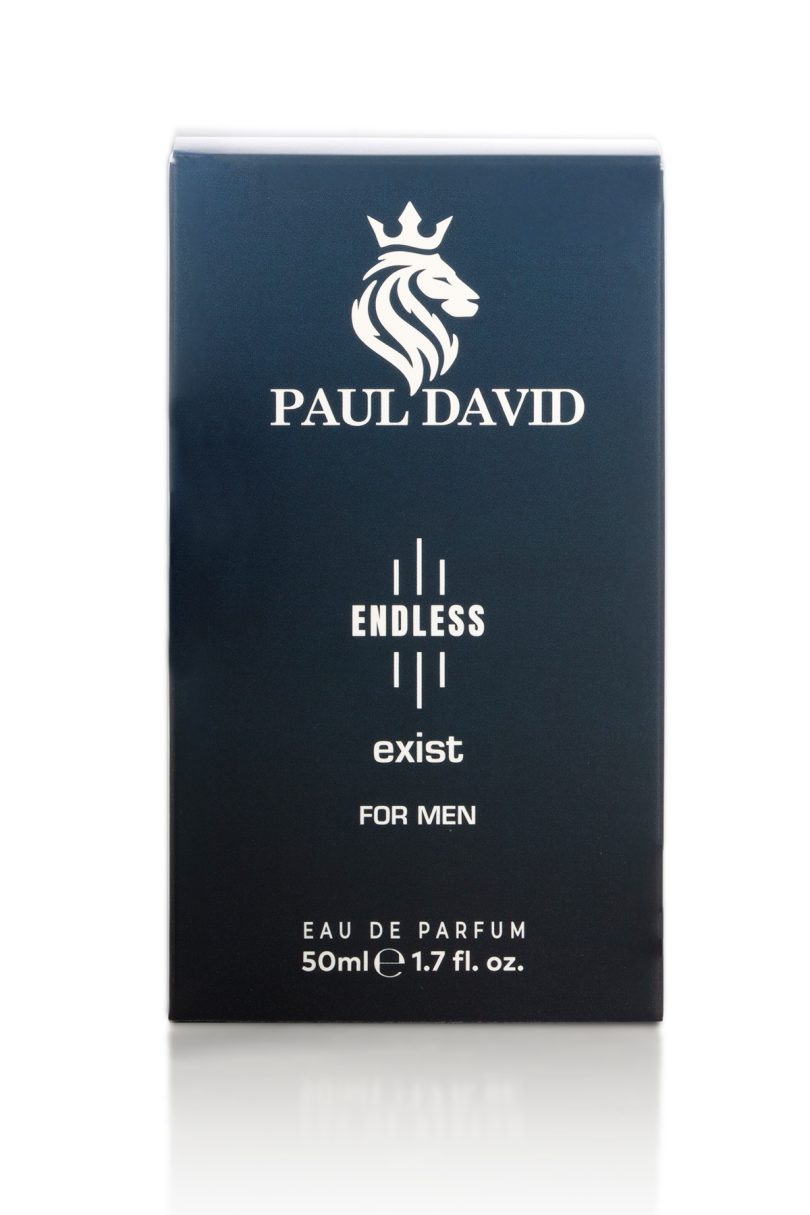 PAUL DAVID
ENDLESS
exist
FOR MEN
EAU DE PARFUM
50ml ℮ 1.7 fl. oz.